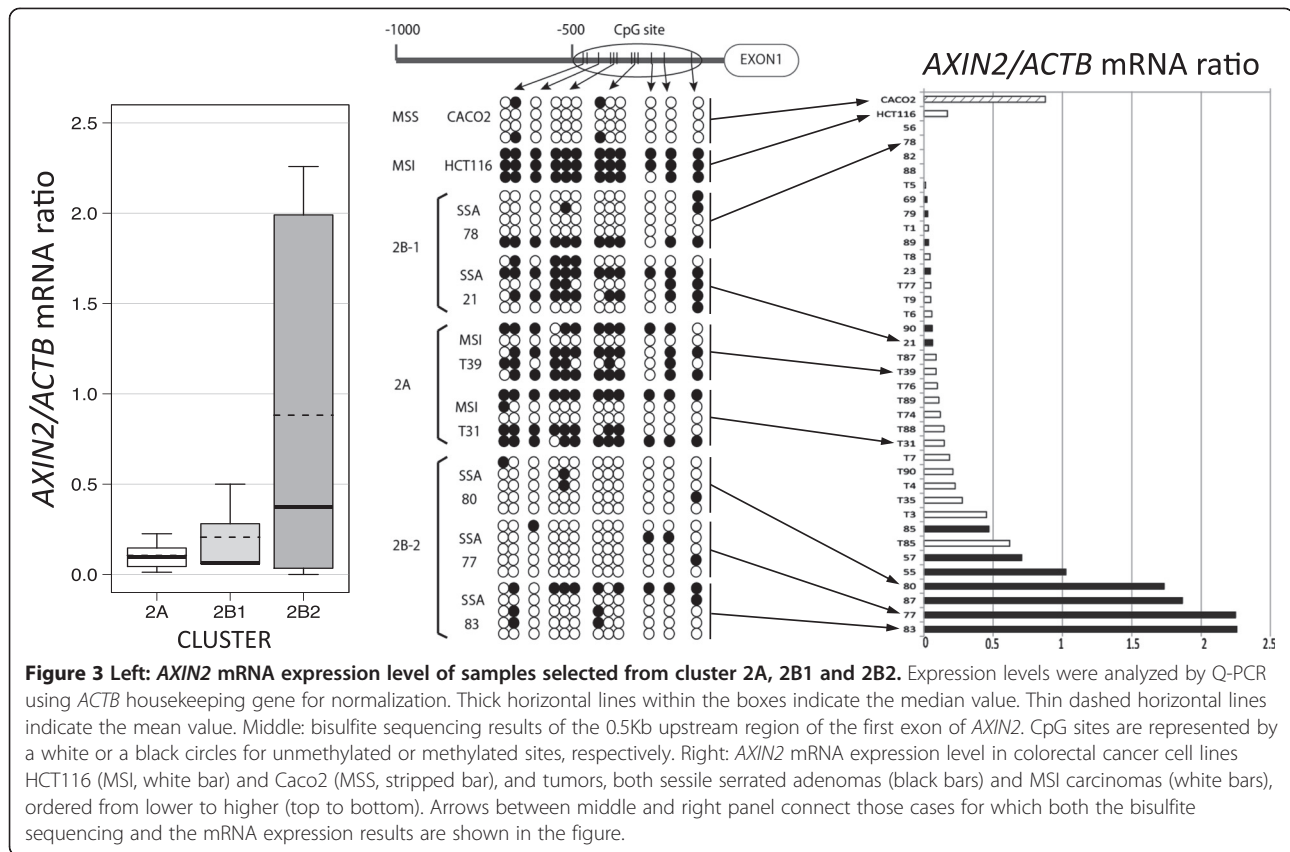 -1000
-500
CpG site
EXON1
AXIN2/ACTB mRNA ratio
2.5
2.0
1.5
1.0
0.5
0.0
2A
2B1
2B2
CLUSTER
AXIN2/ACTB mRNA ratio
MSS
CACO2
MSI
HCT116
2B-1
SSA
78
SSA
21
2A
MSI
T39
MSI
T31
2B-2
SSA
80
SSA
77
SSA
83
AXIN2/ACTB mRNA ratio
CACO2
HCT116
56
78
82
88
T5
69
79
T1
89
T8
23
T77
T9
T6
90
21
T87
T39
T76
T89
T74
T88
T31
T7
T90
T4
T35
T3
85
T85
57
55
80
87
77
83
0
0.5
1
1.5
2
2.5
Figure 3 Left: AXIN2 mRNA expression level of samples selected from cluster 2A, 2B1 and 2B2. Expression levels were analyzed by Q-PCR
using ACTB housekeeping gene for normalization. Thick horizontal lines within the boxes indicate the median value. Thin dashed horizontal lines
indicate the mean value. Middle: bisulfite sequencing results of the 0.5Kb upstream region of the first exon of AXIN2. CpG sites are represented by
a white or a black circles for unmethylated or methylated sites, respectively. Right: AXIN2 mRNA expression level in colorectal cancer cell lines
HCT116 (MSI, white bar) and Caco2 (MSS, stripped bar), and tumors, both sessile serrated adenomas (black bars) and MSI carcinomas (white bars),
ordered from lower to higher (top to bottom). Arrows between middle and right panel connect those cases for which both the bisulfite
sequencing and the mRNA expression results are shown in the figure.